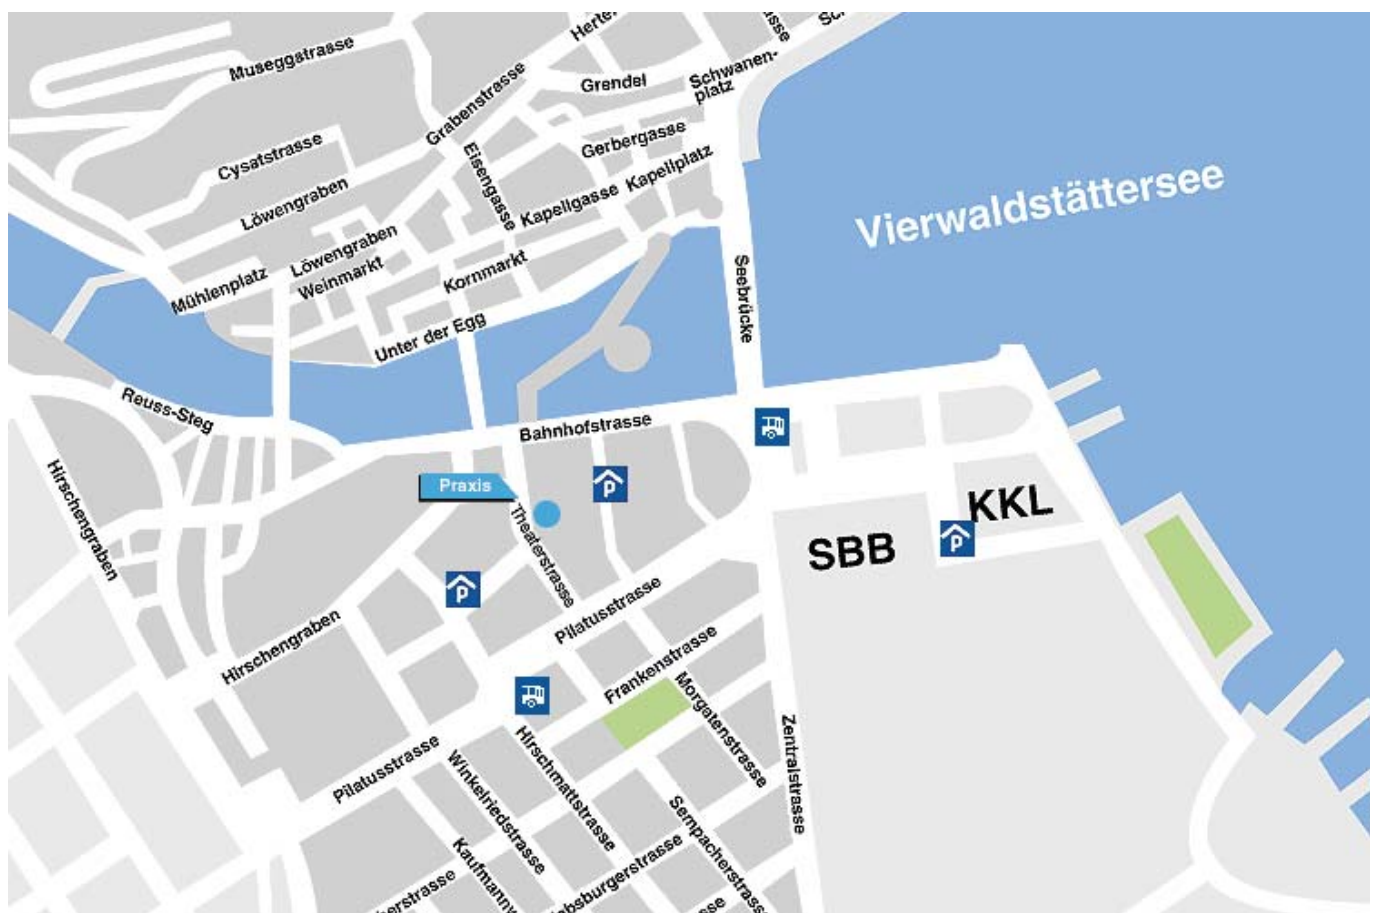 Museggstrasse
Grendel
Schwanen-
platz
Grabenstrasse
Gerbergasse
Cysatstrasse
Eisengasse
Kapellplatz
Kapellgasse
Löwengraben
Vierwaldstättersee
Löwengraben
Weinmarkt
Kornmarkt
Mühlenplatz
Seebrücke
Unter der Egg
Reuss-Steg
Bahnhofstrasse
Hirschengraben
Praxis
P
KKL
Theaterstrasse
SBB
P
P
Pilatusstrasse
Hirschengraben
Frankenstrasse
Morgatenstrasse
Zentralstrasse
Pilatusstrasse
Hirschmattstrasse
Winkelriedstrasse
Sempacherstrasse